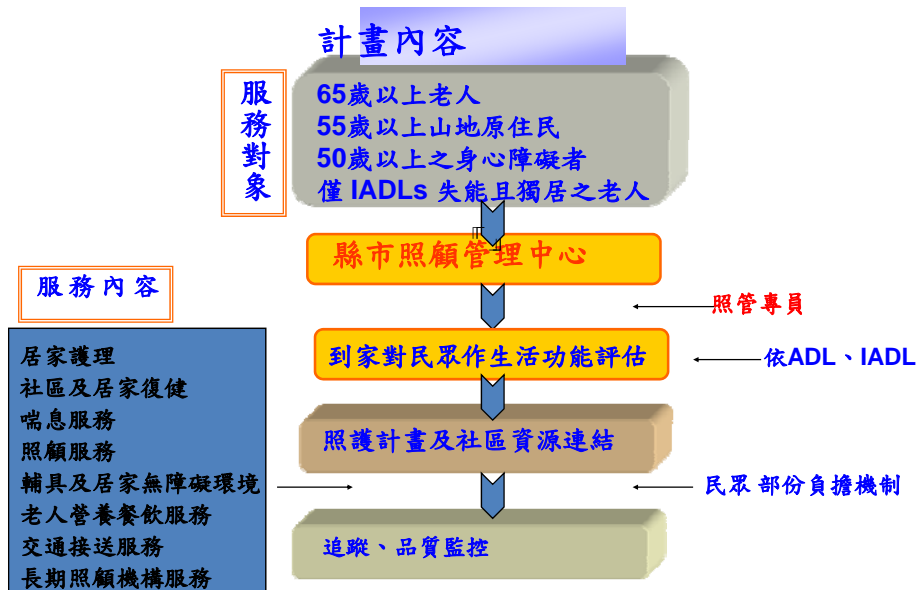 計畫內容
服務對象
65歲以上老人
55歲以上山地原住民
50歲以上之身心障礙者
僅 IADLs 失能且獨居之老人
縣市照顧管理中心
照管專員
到家對民眾作生活功能評估
依ADL、IADL
照護計畫及社區資源連結
民眾 部份負擔機制
追蹤、品質監控
服務內容
居家護理
社區及居家復健
喘息服務
照顧服務
輔具及居家無障礙環境
老人營養餐飲服務
交通接送服務
長期照顧機構服務